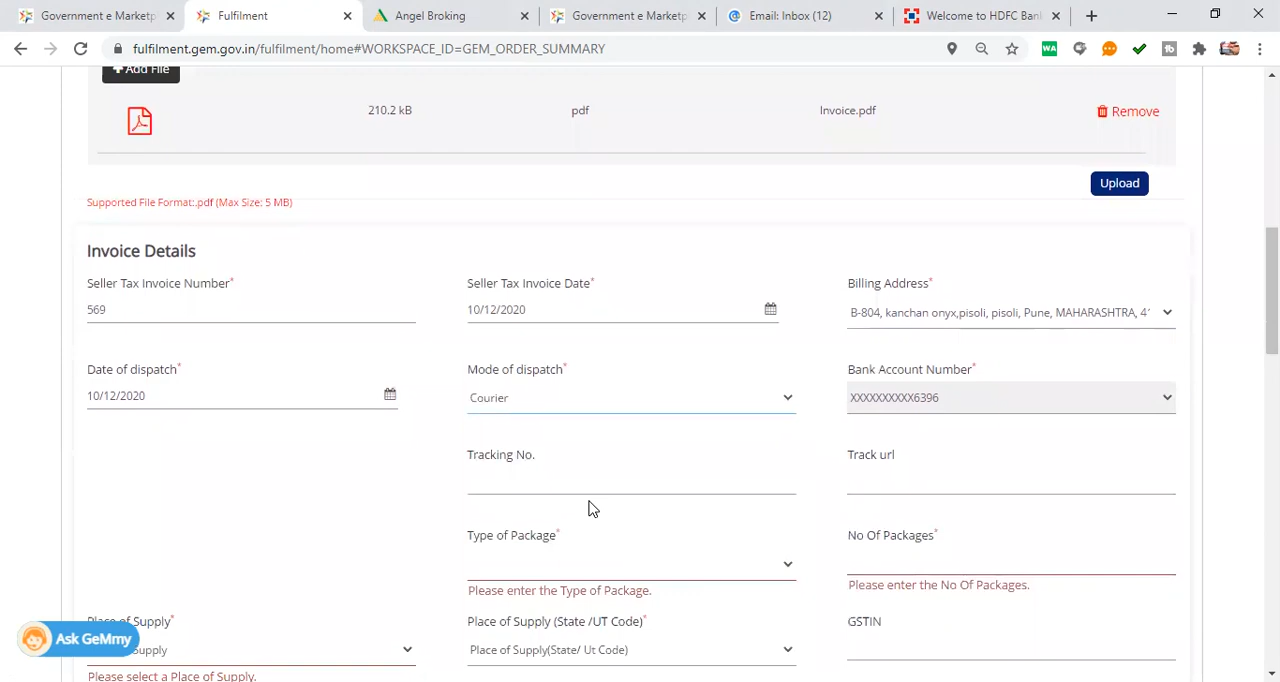 Government e Marketp
Fulfilment
Angel Broking
Government e Marketp
Email: Inbox (12)
Welcome to HDFC Ban
fulfilment.gem.gov.in/fulfilment/home#WORKSPACE_ID=GEM_ORDER_SUMMARY
WA
+ Add File
210.2 kB
pdf
Invoice.pdf
Remove
Upload
Supported File Format:.pdf (Max Size: 5 MB)
Invoice Details
Seller Tax Invoice Number*
Seller Tax Invoice Date*
Billing Address*
569
10/12/2020
B-804, kanchan onyx,pisoli, pisoli, Pune, MAHARASHTRA, 41
Date of dispatch*
Mode of dispatch*
Bank Account Number*
10/12/2020
Courier
XXXXXXXXXX6396
Tracking No.
Track url
Type of Package*
No Of Packages*
Please enter the Type of Package.
Please enter the No Of Packages.
Place of Supply*
Place of Supply (State /UT Code)*
GSTIN
Ask GeMmy
Supply
Place of Supply(State/ Ut Code)
Please select a Place of Supply.